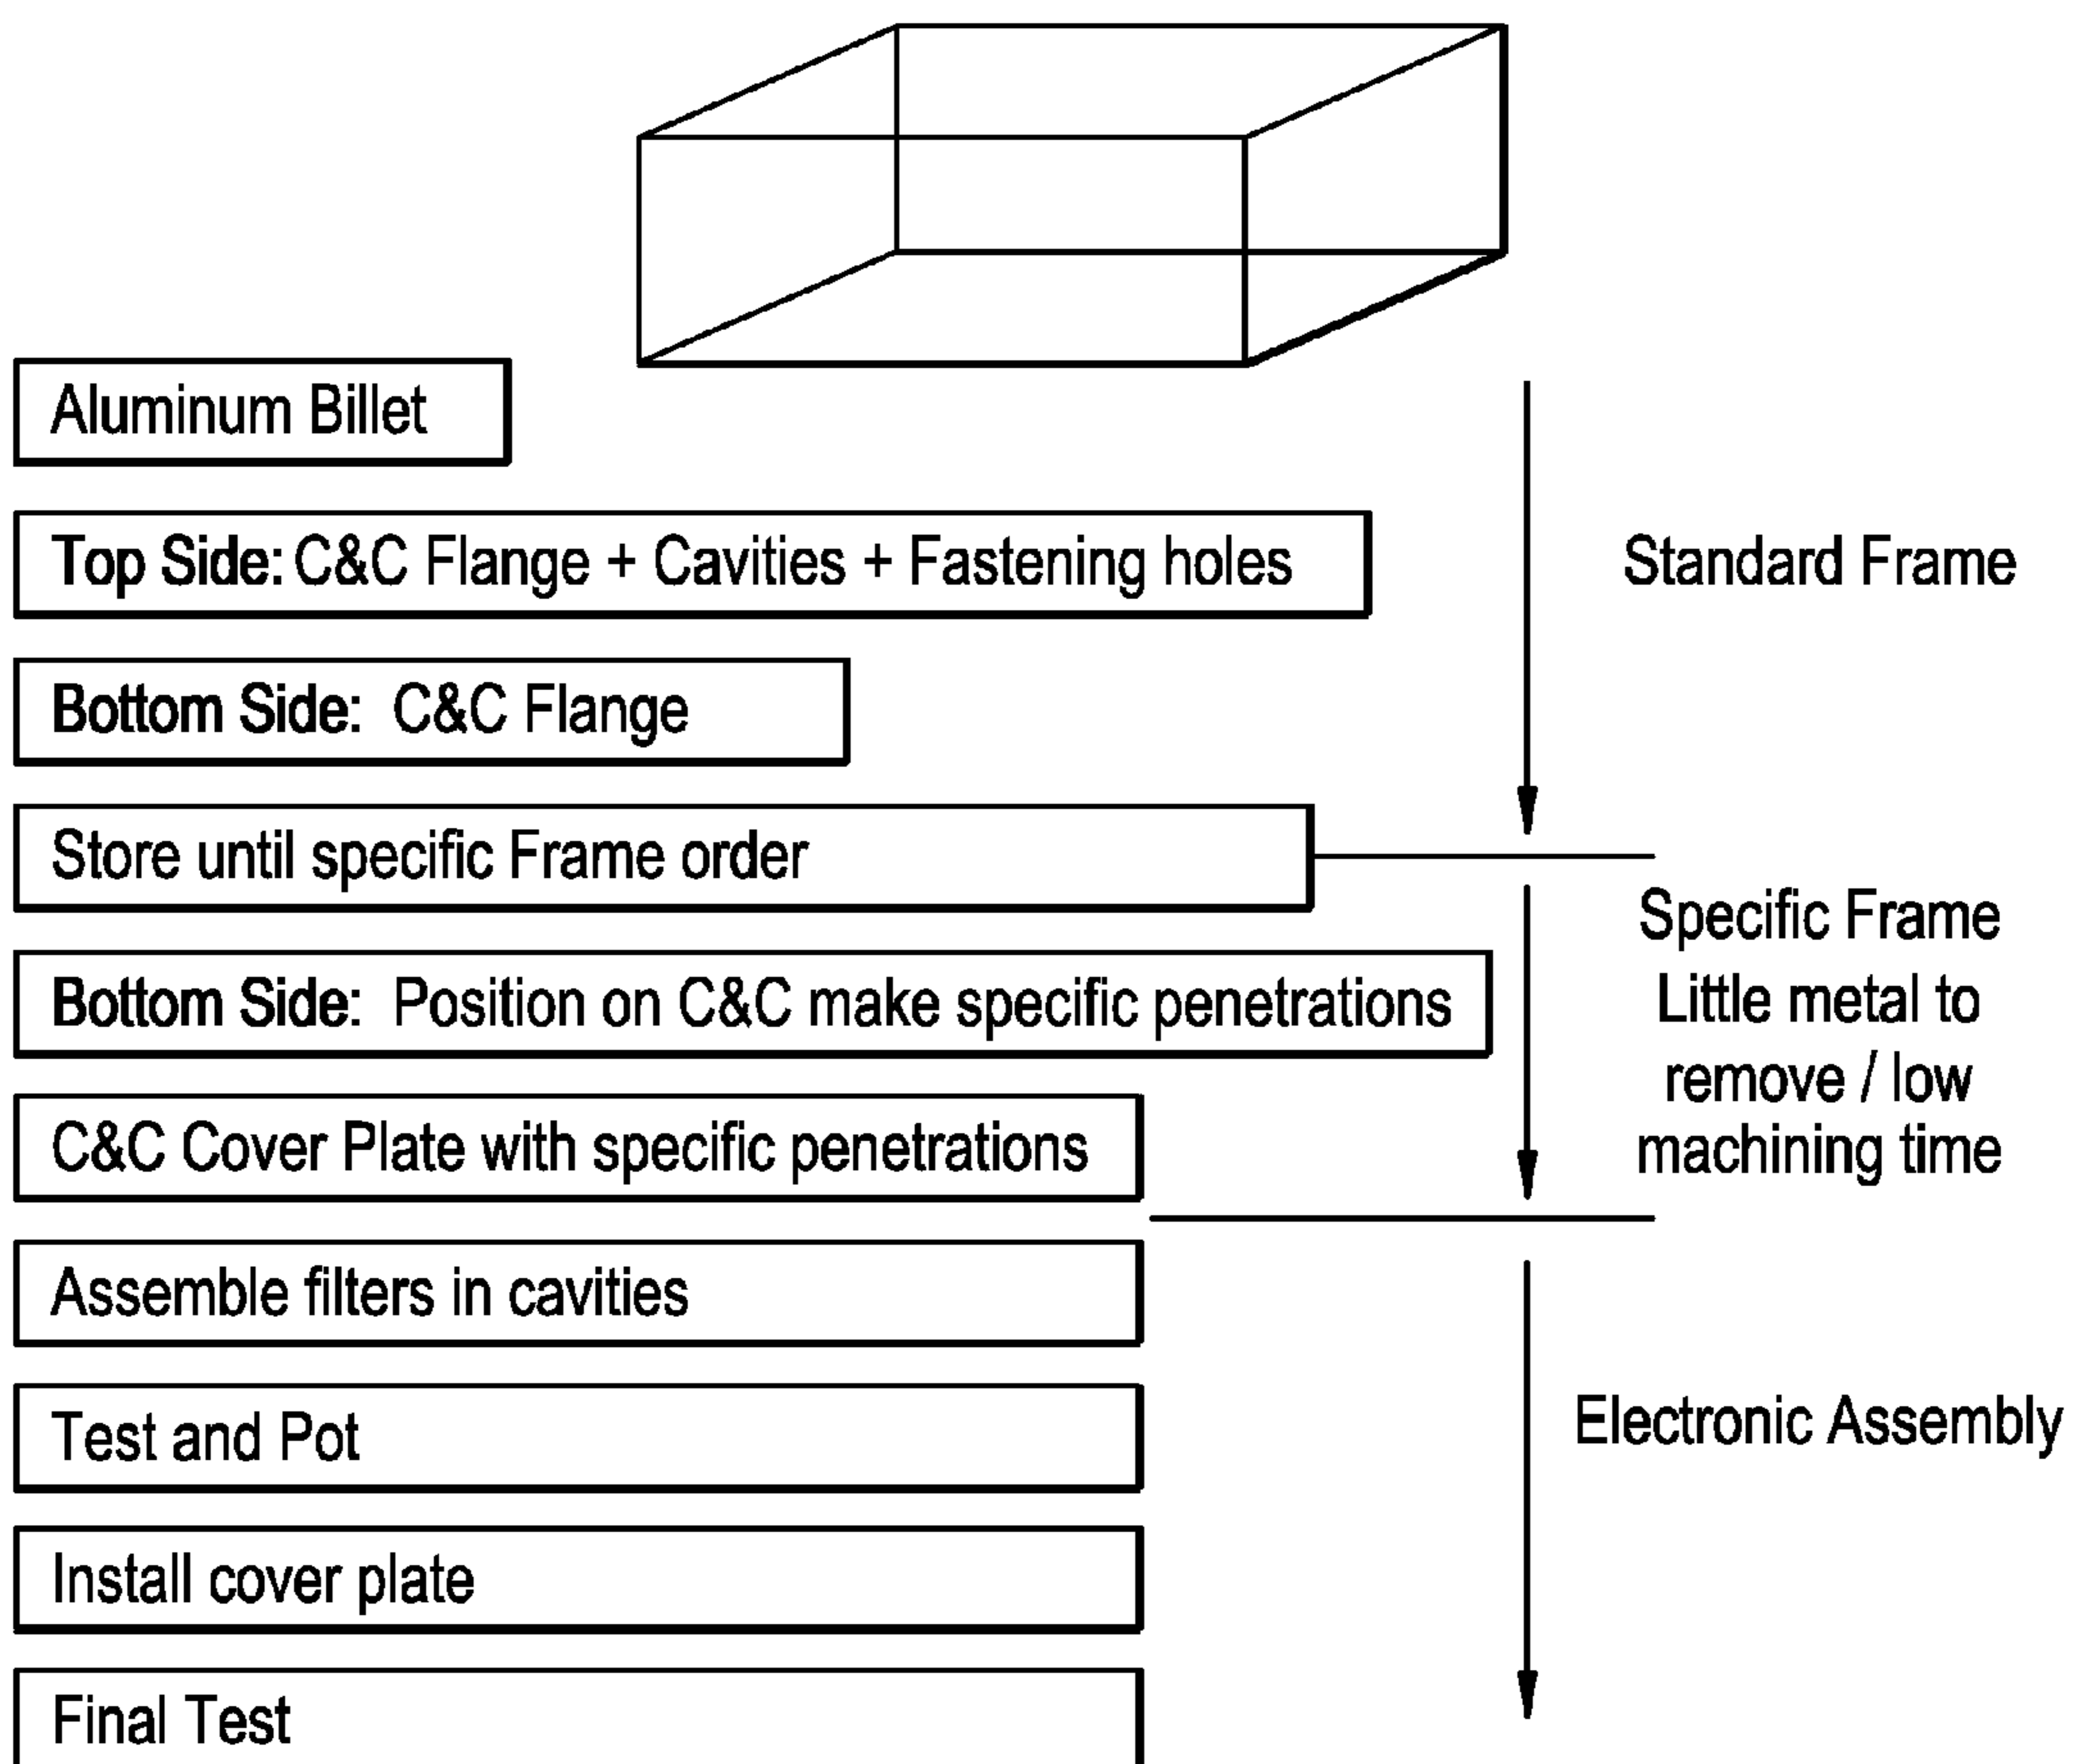 Aluminum Billet
Top Side: C&C Flange + Cavities + Fastening holes
Standard Frame
Bottom Side: C&C Flange
Store until specific Frame order
Specific Frame
Little metal to
remove / low
machining time
Bottom Side: Position on C&C make specific penetrations
C&C Cover Plate with specific penetrations
Assemble filters in cavities
Test and Pot
Electronic Assembly
Install cover plate
Final Test